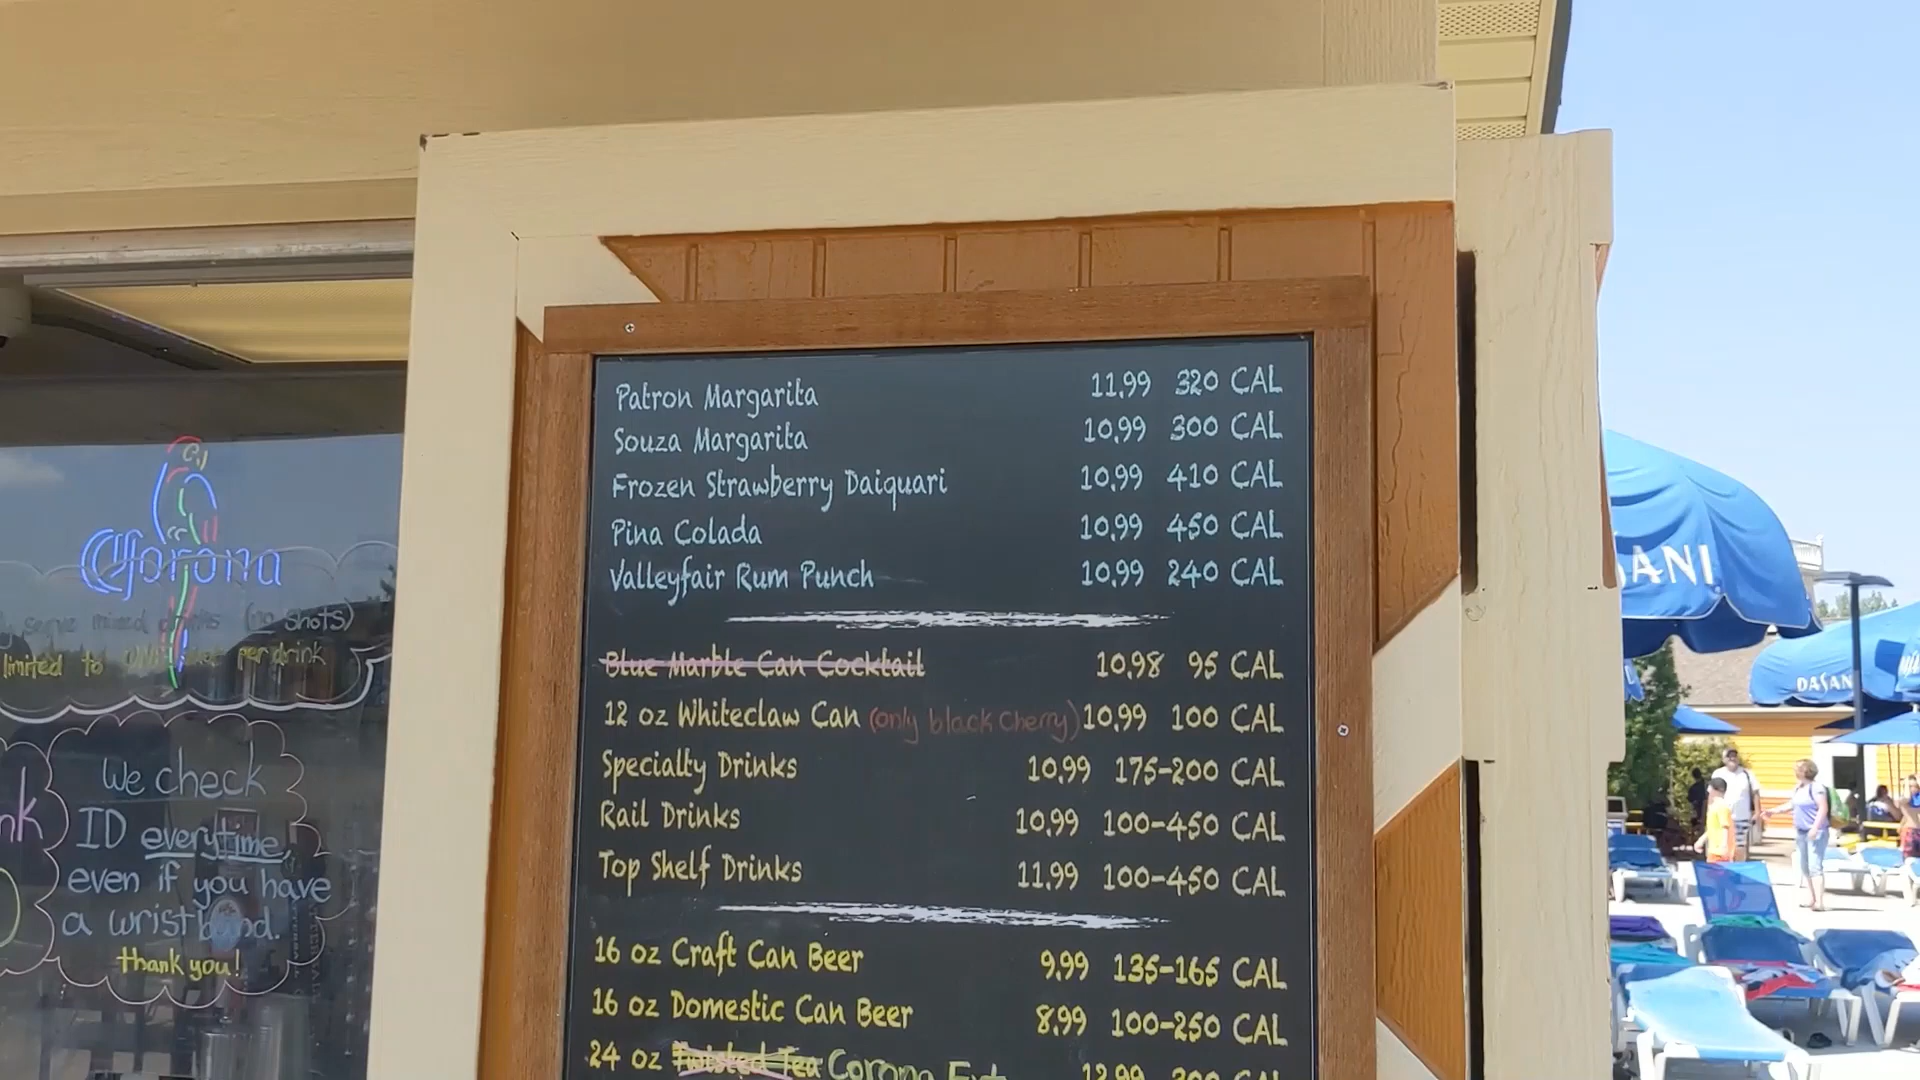 Patron Margarita 11.99 320 CAL
Souza Margarita 10.99 300 CAL
Frozen Strawberry Daiquari 10.99 410 CAL
Pina Colada 10.99 450 CAL
Valleyfair Rum Punch 10.99 240 CAL
Blue Marble Can Cocktail 10.98 95 CAL
12 oz Whiteclaw Can (only black Cherry) 10.99 100 CAL
Specialty Drinks 10.99 175-200 CAL
Rail Drinks 10.99 100-450 CAL
Top Shelf Drinks 11.99 100-450 CAL
16 oz Craft Can Beer 9.99 135-165 CAL
16 oz Domestic Can Beer 8.99 100-250 CAL
24 oz Twisted Tea Corona
Corona
serve mixed drinks (no shots)
limited to per drink
We check
ID everytime,
even if you have
a wristband.
thank you!
DASANI